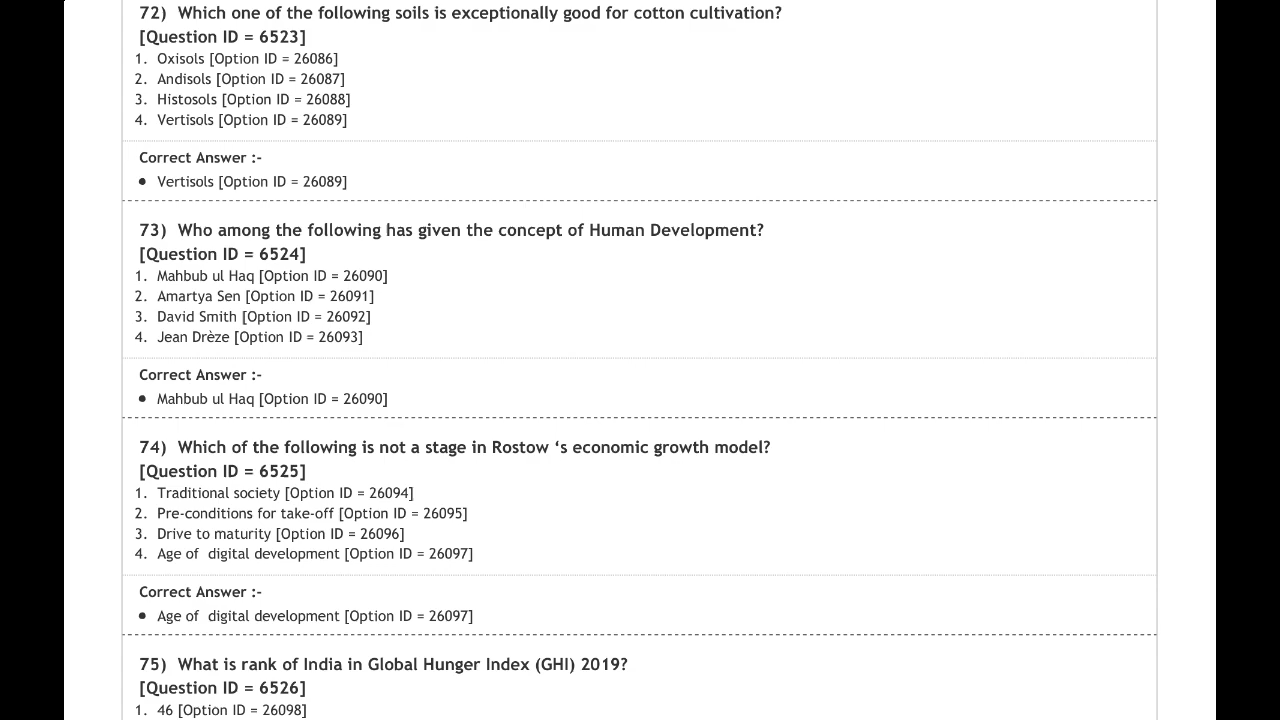 72) Which one of the following soils is exceptionally good for cotton cultivation?
[Question ID = 6523]
1. Oxisols [Option ID = 26086]
2. Andisols [Option ID = 26087]
3. Histosols [Option ID = 26088]
4. Vertisols [Option ID = 26089]
Correct Answer :-
• Vertisols [Option ID = 26089]
73) Who among the following has given the concept of Human Development?
[Question ID = 6524]
1. Mahbub ul Haq [Option ID = 26090]
2. Amartya Sen [Option ID = 26091]
3. David Smith [Option ID = 26092]
4. Jean Drèze [Option ID = 26093]
Correct Answer :-
• Mahbub ul Haq [Option ID = 26090]
74) Which of the following is not a stage in Rostow ‘s economic growth model?
[Question ID = 6525]
1. Traditional society [Option ID = 26094]
2. Pre-conditions for take-off [Option ID = 26095]
3. Drive to maturity [Option ID = 26096]
4. Age of  digital development [Option ID = 26097]
Correct Answer :-
• Age of  digital development [Option ID = 26097]
75) What is rank of India in Global Hunger Index (GHI) 2019?
[Question ID = 6526]
1. 46 [Option ID = 26098]